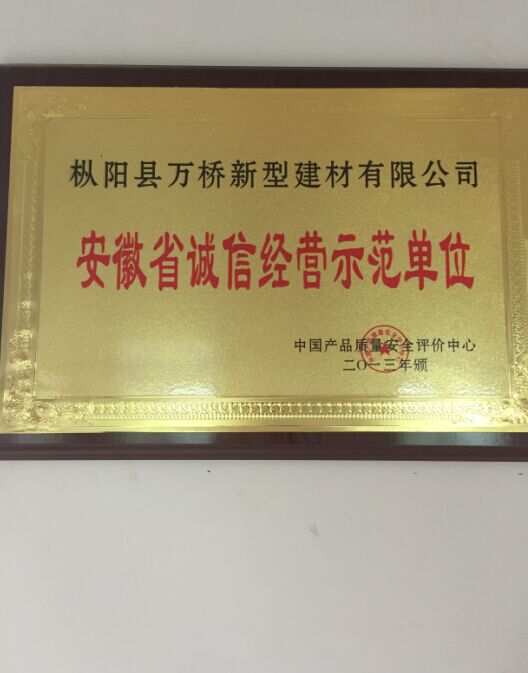 枞阳县万桥新型建材有限公司
安徽省诚信经营示范单位
中国产品质量安全评价中心
二〇一三年颁